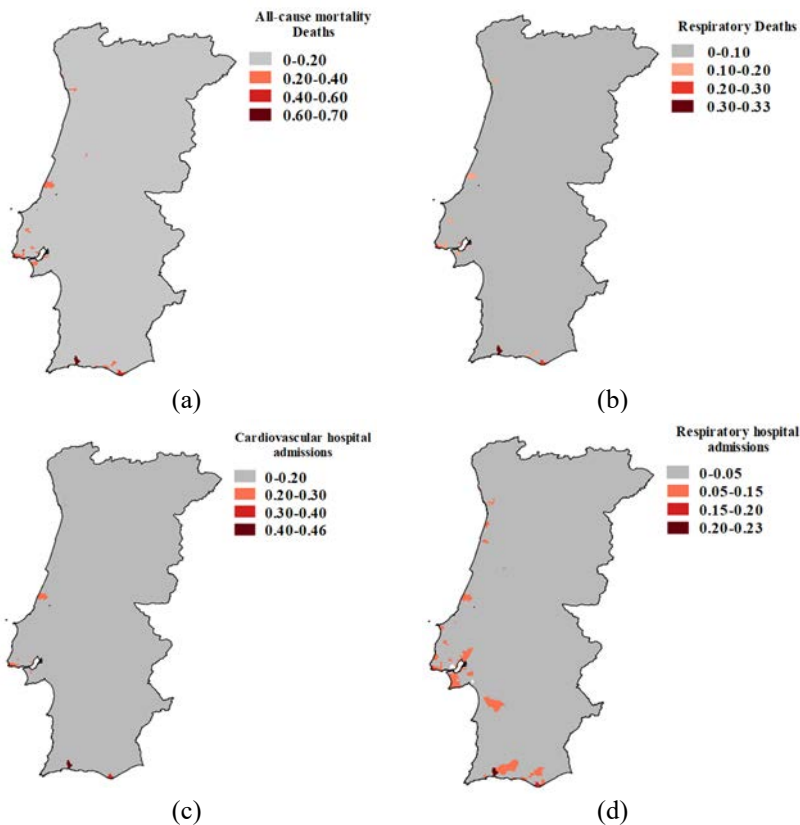 All-cause mortality
Deaths
0-0.20
0.20-0.40
0.40-0.60
0.60-0.70
(a)
Respiratory Deaths
0-0.10
0.10-0.20
0.20-0.30
0.30-0.33
(b)
Cardiovascular hospital
admissions
0-0.20
0.20-0.30
0.30-0.40
0.40-0.46
(c)
Respiratory hospital
admissions
0-0.05
0.05-0.15
0.15-0.20
0.20-0.23
(d)